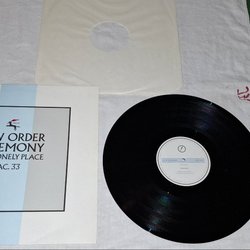 W ORDER
EMONY
ONELY PLACE
AC. 33